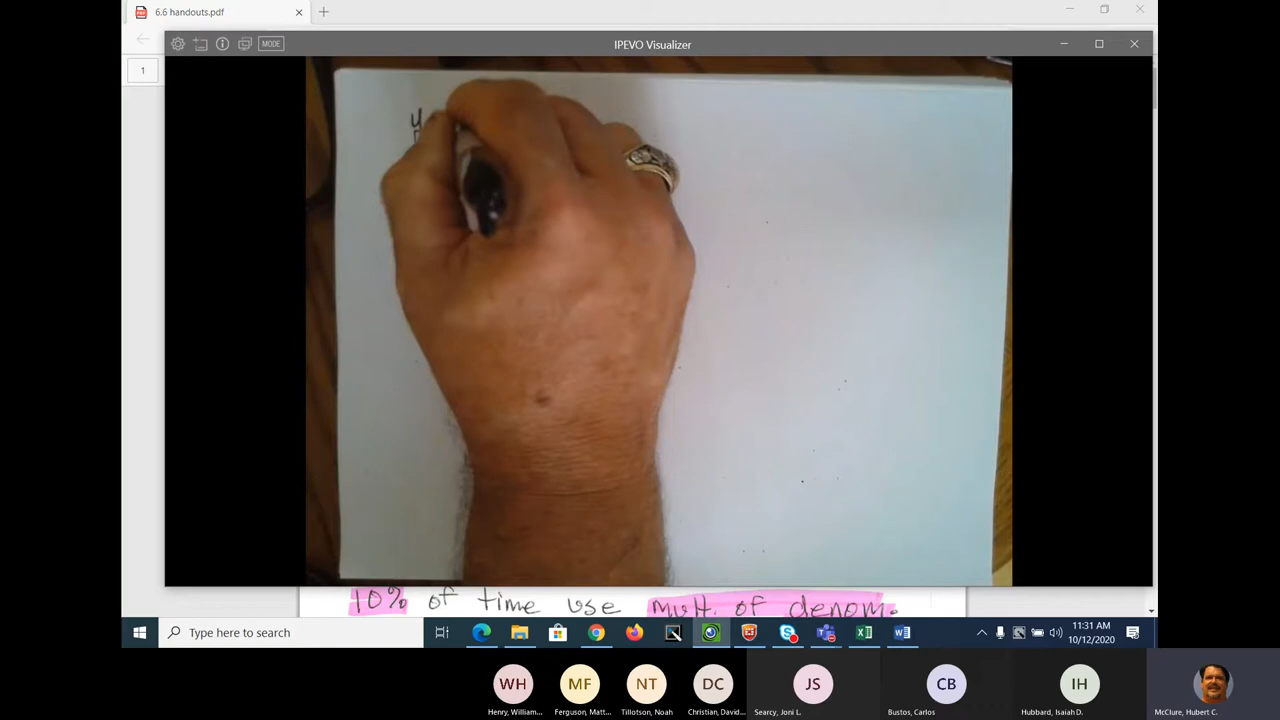 6.6 handouts.pdf
MODE
IPEVO Visualizer
1
y
10% of time use mult. of denom.
Type here to search
11:31 AM
10/12/2020
WH MF NT DC JS CB IH
Henry, William... Ferguson, Matt... Tillotson, Noah Christian, David... Searcy, Joni L. Bustos, Carlos Hubbard, Isaiah D. McClure, Hubert C.